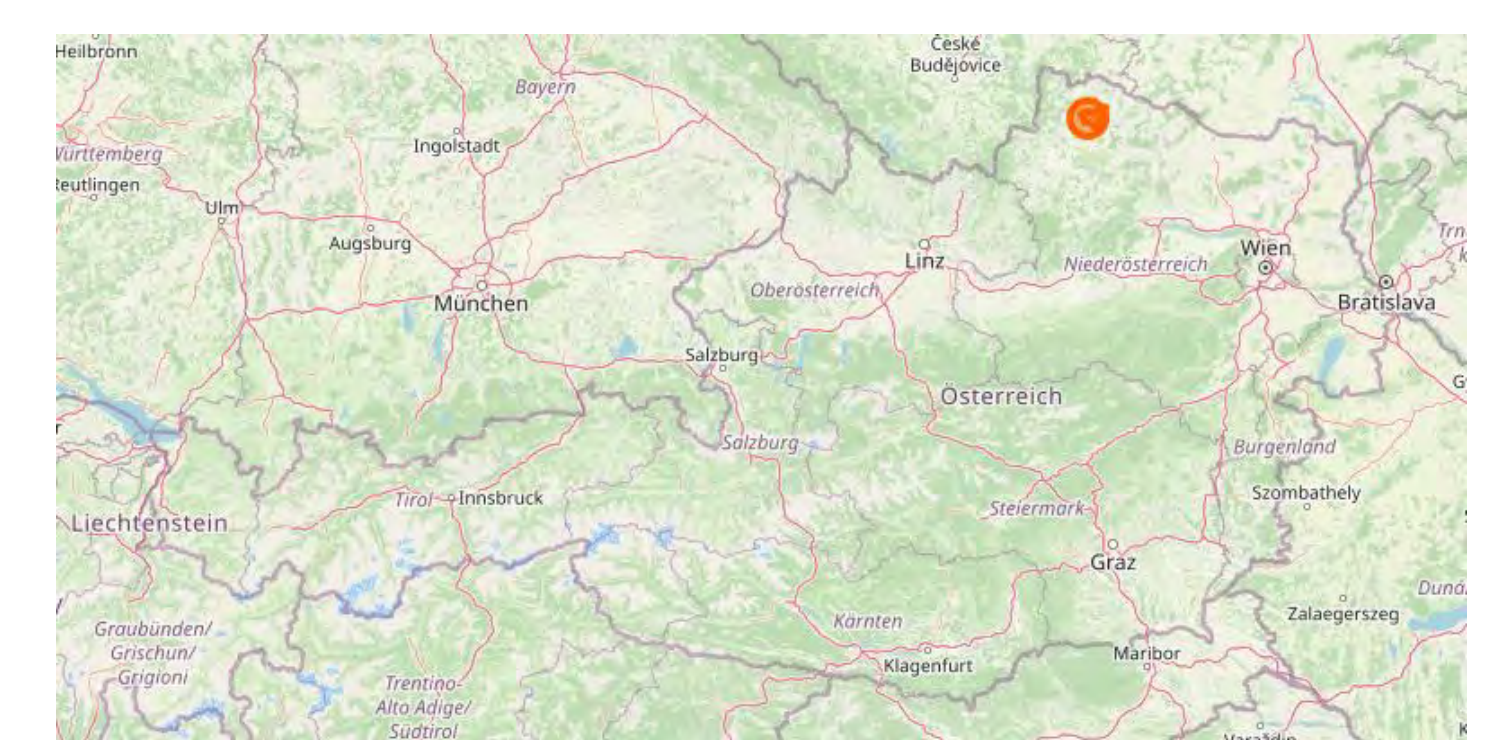 České
Budějovice
Heilbronn
Bayern
Ingolstadt
Württemberg
Reutlingen
Ulm
Augsburg
Linz
Wien
Niederösterreich
Oberösterreich
München
Bratislava
Salzburg
Österreich
Salzburg
Burgenland
Szombathely
Tirol
Innsbruck
Steiermark
Liechtenstein
Graz
Zalaegerszeg
Graubünden/
Grischun/
Grigioni
Kärnten
Klagenfurt
Maribor
Trentino-
Alto Adige/
Südtirol